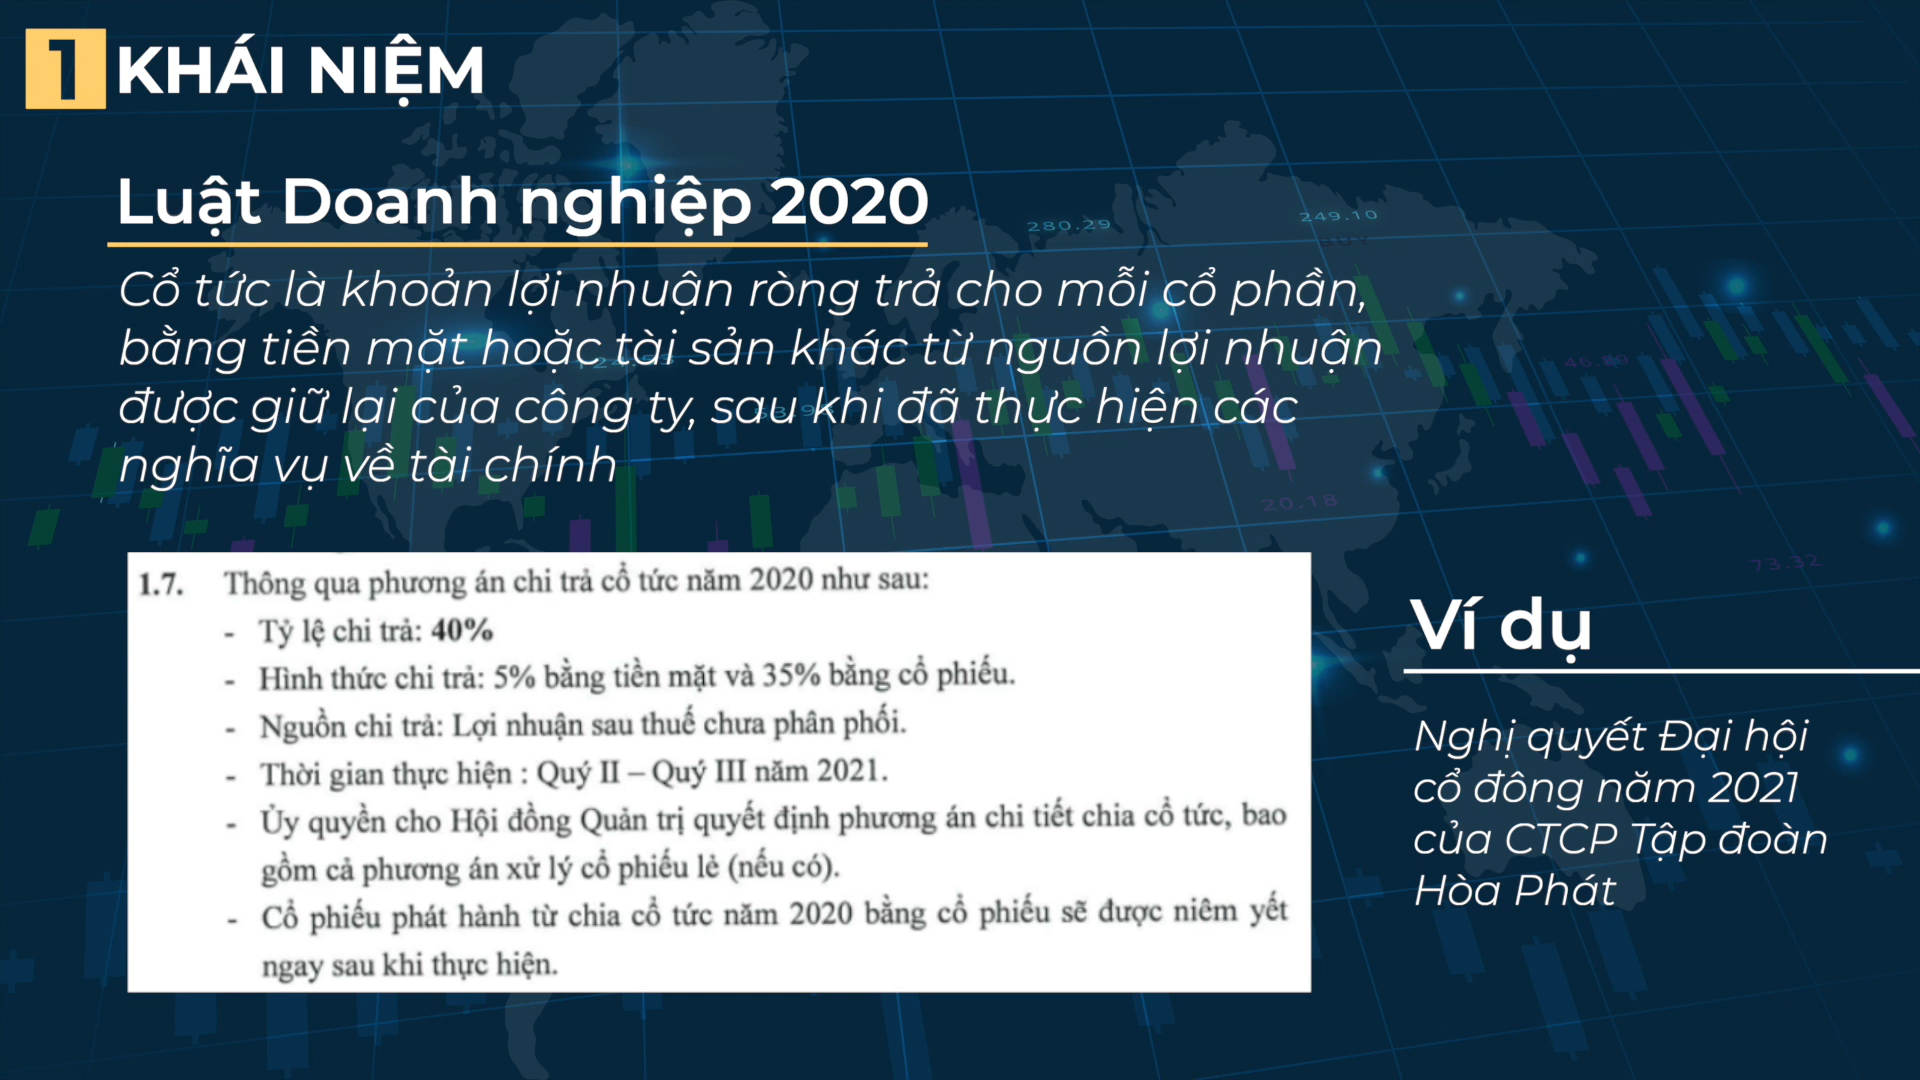 1 KHÁI NIỆM
Luật Doanh nghiệp 2020
Cổ tức là khoản lợi nhuận ròng trả cho mỗi cổ phần,
bằng tiền mặt hoặc tài sản khác từ nguồn lợi nhuận
được giữ lại của công ty, sau khi đã thực hiện các
nghĩa vụ về tài chính
280.29
249.10
46.89
20.18
73.32
1.7. Thông qua phương án chi trả cổ tức năm 2020 như sau:
- Tỷ lệ chi trả: 40%
- Hình thức chi trả: 5% bằng tiền mặt và 35% bằng cổ phiếu.
- Nguồn chi trả: Lợi nhuận sau thuế chưa phân phối.
- Thời gian thực hiện : Quý II – Quý III năm 2021.
- Ủy quyền cho Hội đồng Quản trị quyết định phương án chi tiết chia cổ tức, bao
gồm cả phương án xử lý cổ phiếu lẻ (nếu có).
- Cổ phiếu phát hành từ chia cổ tức năm 2020 bằng cổ phiếu sẽ được niêm yết
ngay sau khi thực hiện.
Ví dụ
Nghị quyết Đại hội
cổ đông năm 2021
của CTCP Tập đoàn
Hòa Phát